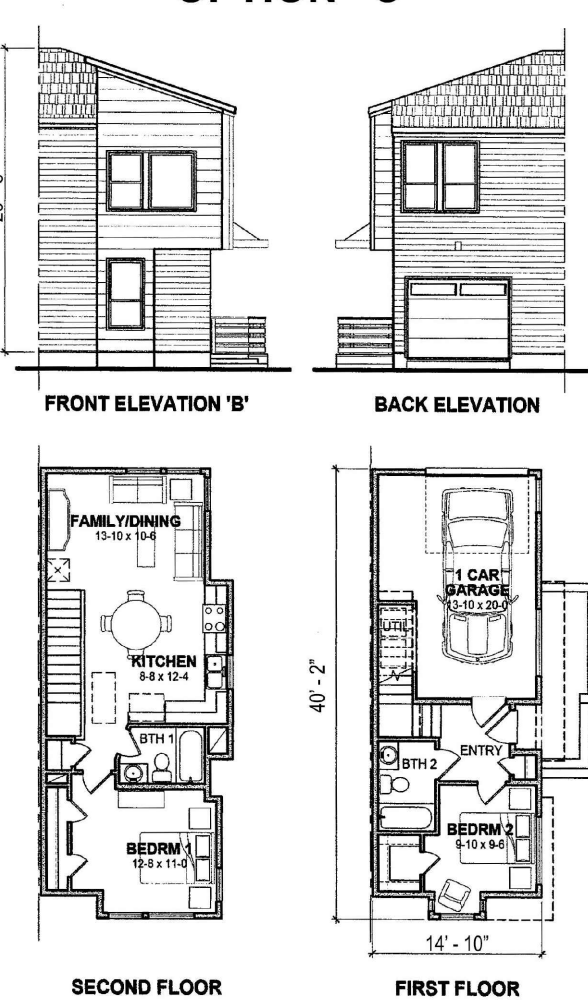 FRONT ELEVATION 'B'
BACK ELEVATION
FAMILY/DINING
13-10 x 10-6
KITCHEN
8-8 x 12-4
BTH 1
BEDRM 1
12-8 x 11-0
SECOND FLOOR
40' - 2"
1 CAR
GARAGE
13-10 x 20-0
UTIL
ENTRY
BTH 2
BEDRM 2
9-10 x 9-6
14' - 10"
FIRST FLOOR